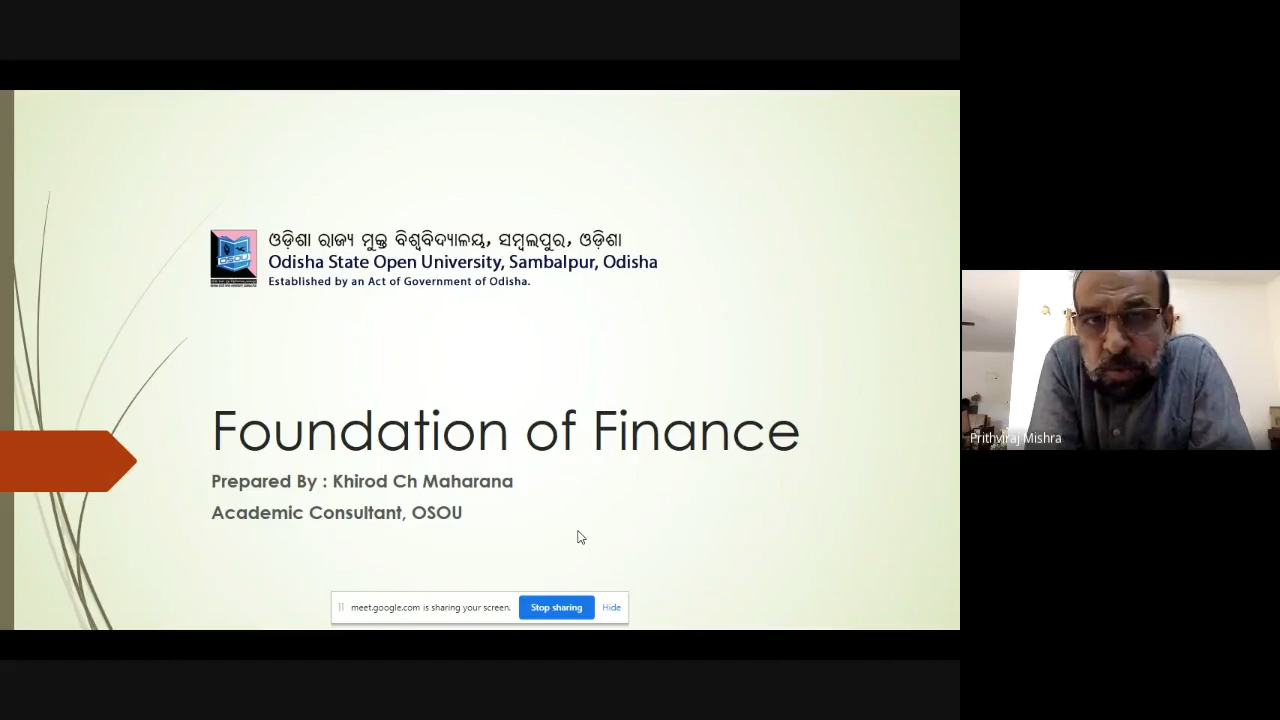 ଓଡ଼ିଶା ରାଜ୍ୟ ମୁକ୍ତ ବିଶ୍ୱବିଦ୍ୟାଳୟ, ସମ୍ବଲପୁର, ଓଡ଼ିଶା
Odisha State Open University, Sambalpur, Odisha
Established by an Act of Government of Odisha.
OSOU
Foundation of Finance
Prepared By : Khirod Ch Maharana
Academic Consultant, OSOU
meet.google.com is sharing your screen.
Stop sharing
Hide
Prithviraj Mishra